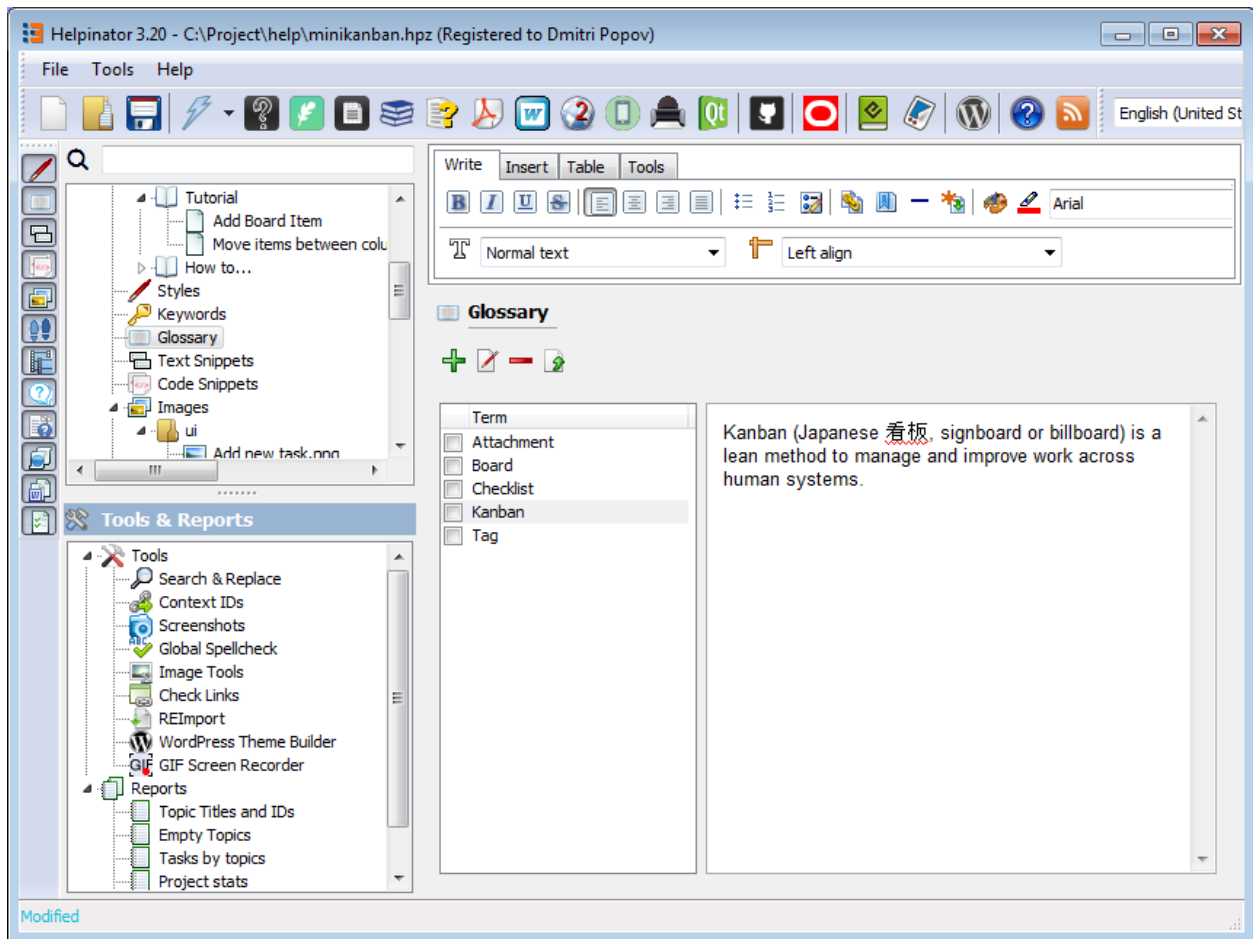 Helpinator 3.20 - C:\Project\help\minikanban.hpz (Registered to Dmitri Popov)
File Tools Help
English (United St
Tutorial
Add Board Item
Move items between colu
How to...
Styles
Keywords
Glossary
Text Snippets
Code Snippets
Images
ui
Add new task.png
Tools & Reports
Tools
Search & Replace
Context IDs
Screenshots
Global Spellcheck
Image Tools
Check Links
REImport
WordPress Theme Builder
GIF Screen Recorder
Reports
Topic Titles and IDs
Empty Topics
Tasks by topics
Project stats
Write Insert Table Tools
Arial
Normal text Left align
Glossary
Term
Attachment
Board
Checklist
Kanban
Tag
Kanban (Japanese 看板, signboard or billboard) is a
lean method to manage and improve work across
human systems.
Modified